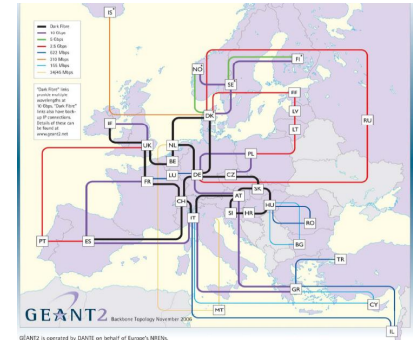 IS
Dark Fibre
10 Gbps
5 Gbps
2.5 Gbps
622 Mbps
310 Mbps
155 Mbps
34/45 Mbps
"Dark Fibre" links
provide multiple
wavelengths at
10 Gbps. "Dark Fibre"
links also have back-
up IP connections.
Details of these can
be found at
www.geant2.net
NO
SE
FI
EE
LV
LT
RU
DK
IE
UK
NL
BE
PL
LU
DE
CZ
FR
SK
CH
AT
HU
IT
SI
HR
RO
BG
PT
ES
TR
GR
MT
CY
IL
GÉANT2 Backbone Topology November 2006
GÉANT2 is operated by DANTE on behalf of Europe's NRENs.